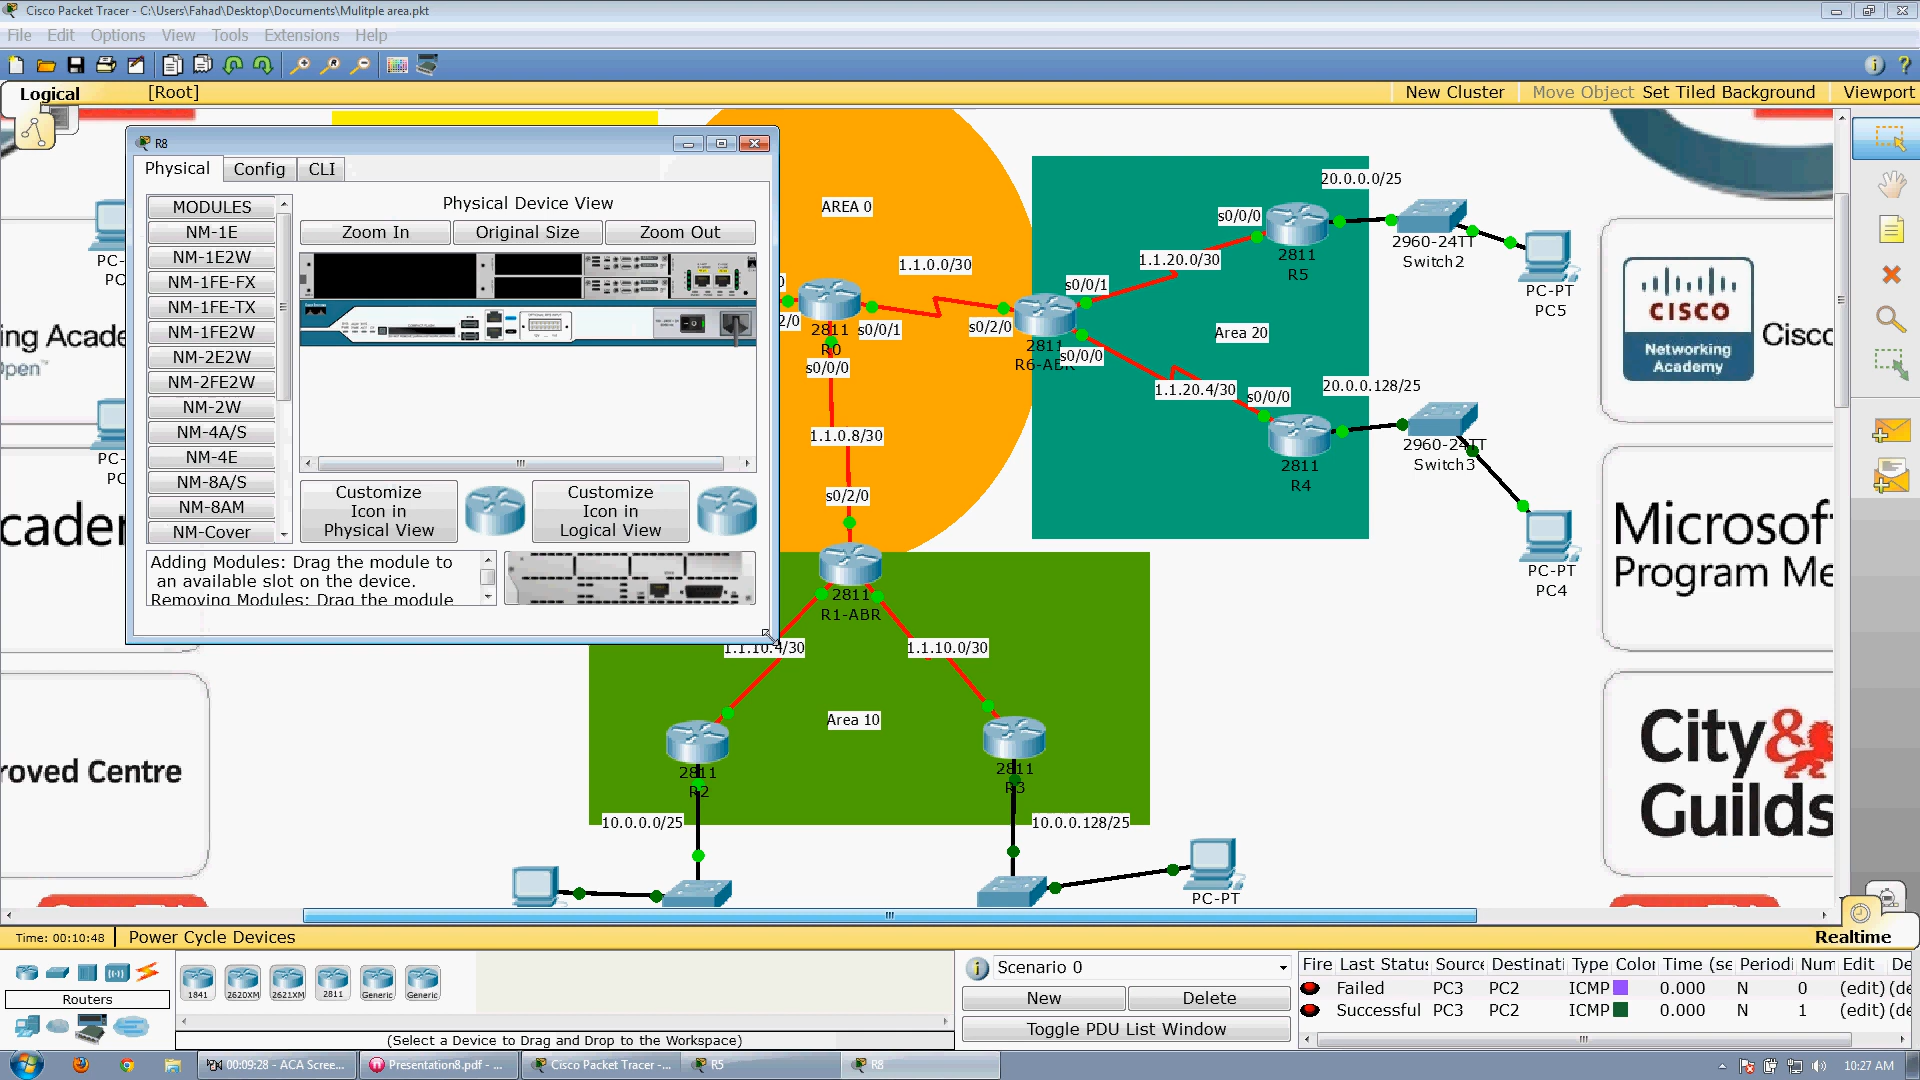 Cisco Packet Tracer - C:\Users\Fahad\Desktop\Documents\Mulitple area.pkt
File Edit Options View Tools Extensions Help
Logical
[Root]
New Cluster
Move Object
Set Tiled Background
Viewport
R8
Physical
Config
CLI
MODULES
NM-1E
NM-1E2W
NM-1FE-FX
NM-1FE-TX
NM-1FE2W
NM-2E2W
NM-2FE2W
NM-2W
NM-4A/S
NM-4E
NM-8A/S
NM-8AM
NM-Cover
Physical Device View
Zoom In
Original Size
Zoom Out
Customize
Icon in
Physical View
Customize
Icon in
Logical View
Adding Modules: Drag the module to
an available slot on the device.
Removing Modules: Drag the module
AREA 0
1.1.0.0/30
2811
R0
s0/0/1
s0/0/0
s0/2/0
1.1.0.8/30
s0/2/0
2811
R1-ABR
2811
s0/0/1
s0/0/0
1.1.20.0/30
s0/0/0
2811
R5
20.0.0.0/25
2960-24TT
Switch2
PC-PT
PC5
Area 20
1.1.20.4/30
s0/0/0
2811
R4
20.0.0.128/25
2960-24TT
Switch3
PC-PT
PC4
1.1.10.4/30
1.1.10.0/30
Area 10
2811
R2
2811
R3
10.0.0.0/25
10.0.0.128/25
PC-PT
CISCO
Networking
Academy
Cisco
Microsof
Program Me
City&
Guilds
ing Acade
pen™
cader
roved Centre
Time: 00:10:48
Power Cycle Devices
Realtime
Routers
1841
2620XM
2621XM
2811
Generic
Generic
(Select a Device to Drag and Drop to the Workspace)
Scenario 0
New
Delete
Toggle PDU List Window
Fire Last Status Source Destinati Type Color Time (se Periodi Num Edit De
Failed PC3 PC2 ICMP 0.000 N 0 (edit) (de
Successful PC3 PC2 ICMP 0.000 N 1 (edit) (de
00:09:28 - ACA Scree...
Presentation8.pdf - ...
Cisco Packet Tracer -...
R5
R8
10:27 AM